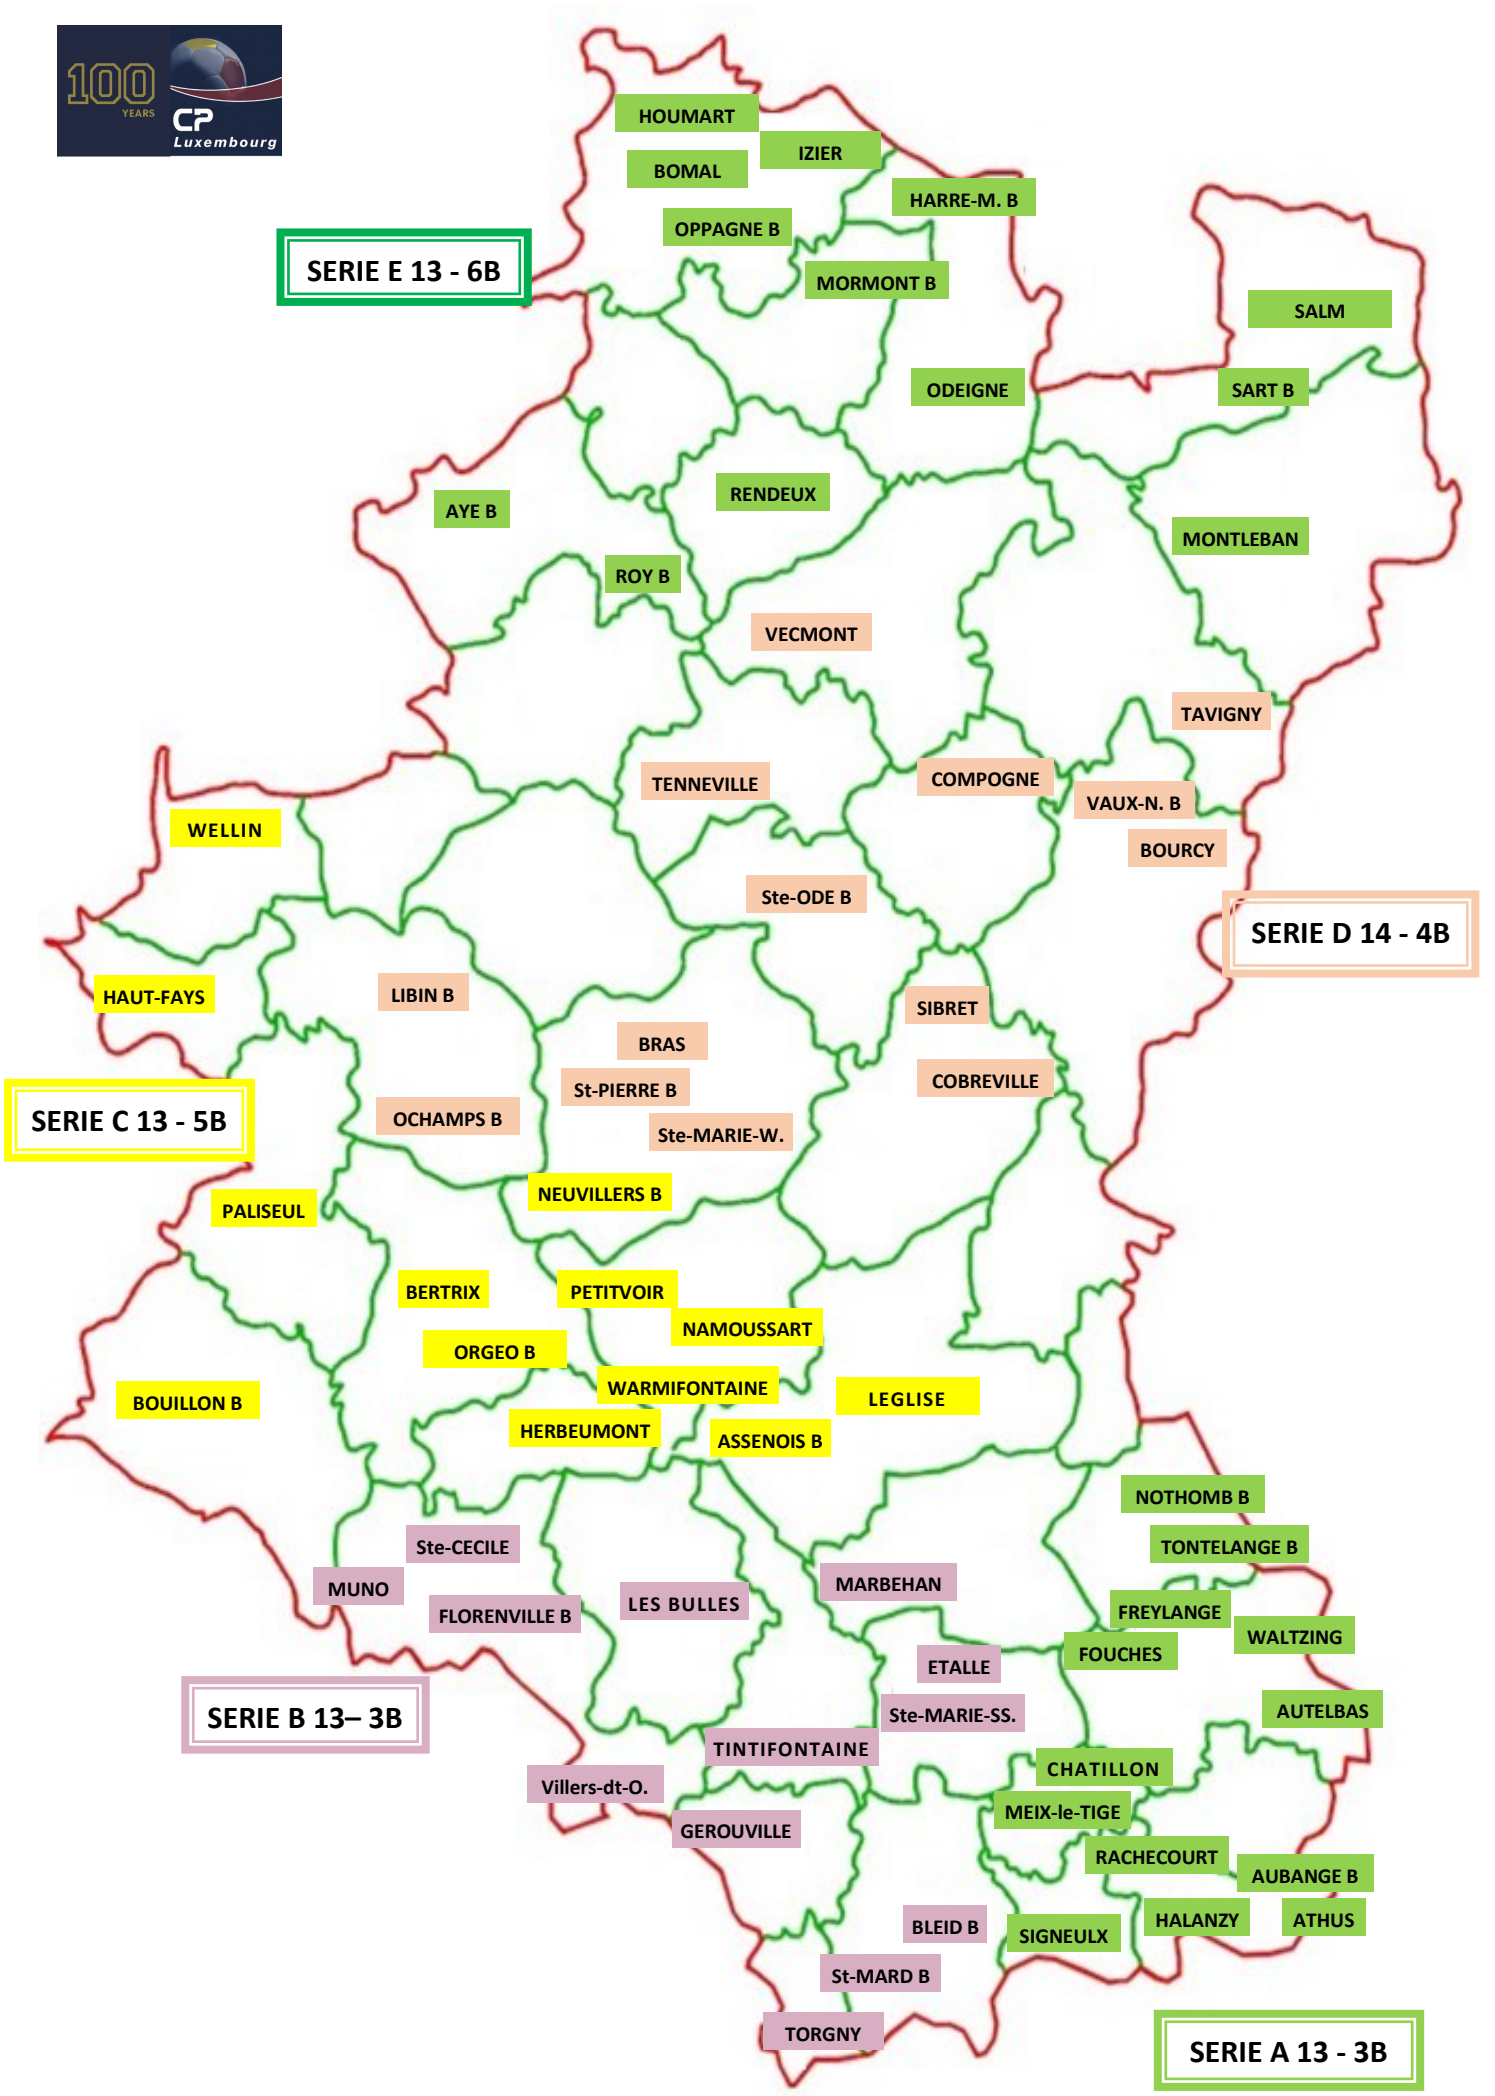 100
YEARS
CP
Luxembourg
HOUMART
IZIER
BOMAL
HARRE-M. B
OPPAGNE B
SERIE E 13 - 6B
MORMONT B
SALM
ODEIGNE
SART B
RENDEUX
AYE B
MONTLEBAN
ROY B
VECMONT
TAVIGNY
TENNEVILLE
COMPOGNE
VAUX-N. B
WELLIN
BOURCY
Ste-ODE B
SERIE D 14 - 4B
HAUT-FAYS
LIBIN B
SIBRET
BRAS
St-PIERRE B
COBREVILLE
SERIE C 13 - 5B
OCHAMPS B
Ste-MARIE-W.
NEUVILLERS B
PALISEUL
BERTRIX
PETITVOIR
NAMOUSSART
ORGEO B
WARMIFONTAINE
BOUILLON B
LEGLISE
HERBEUMONT
ASSENOIS B
NOTHOMB B
Ste-CECILE
TONTELANGE B
MUNO
MARBEHAN
LES BULLES
FLORENVILLE B
FREYLANGE
WALTZING
FOUCHES
ETALLE
SERIE B 13– 3B
Ste-MARIE-SS.
AUTELBAS
TINTIFONTAINE
CHATILLON
Villers-dt-O.
MEIX-le-TIGE
GEROUVILLE
RACHECOURT
AUBANGE B
BLEID B
SIGNEULX
HALANZY
ATHUS
St-MARD B
TORGNY
SERIE A 13 - 3B